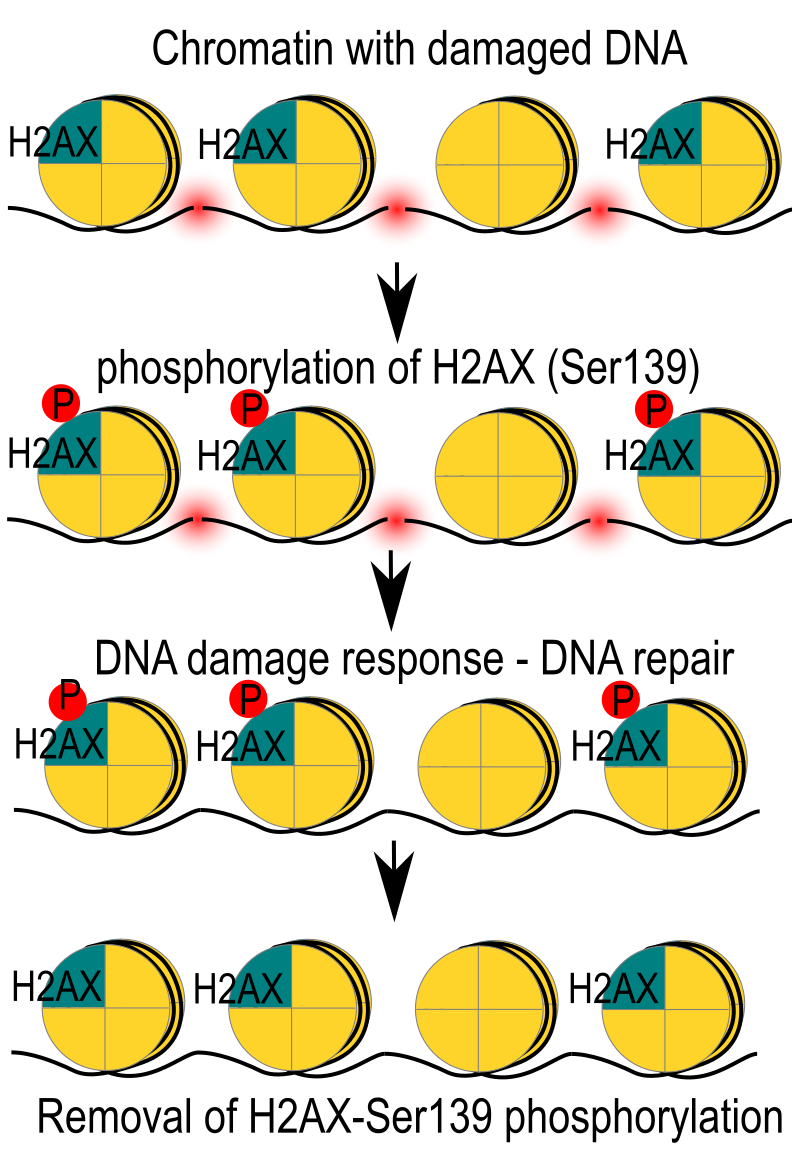 Chromatin with damaged DNA
H2AX H2AX H2AX
phosphorylation of H2AX (Ser139)
P P P
H2AX H2AX H2AX
DNA damage response - DNA repair
P P P
H2AX H2AX H2AX
H2AX H2AX H2AX
Removal of H2AX-Ser139 phosphorylation